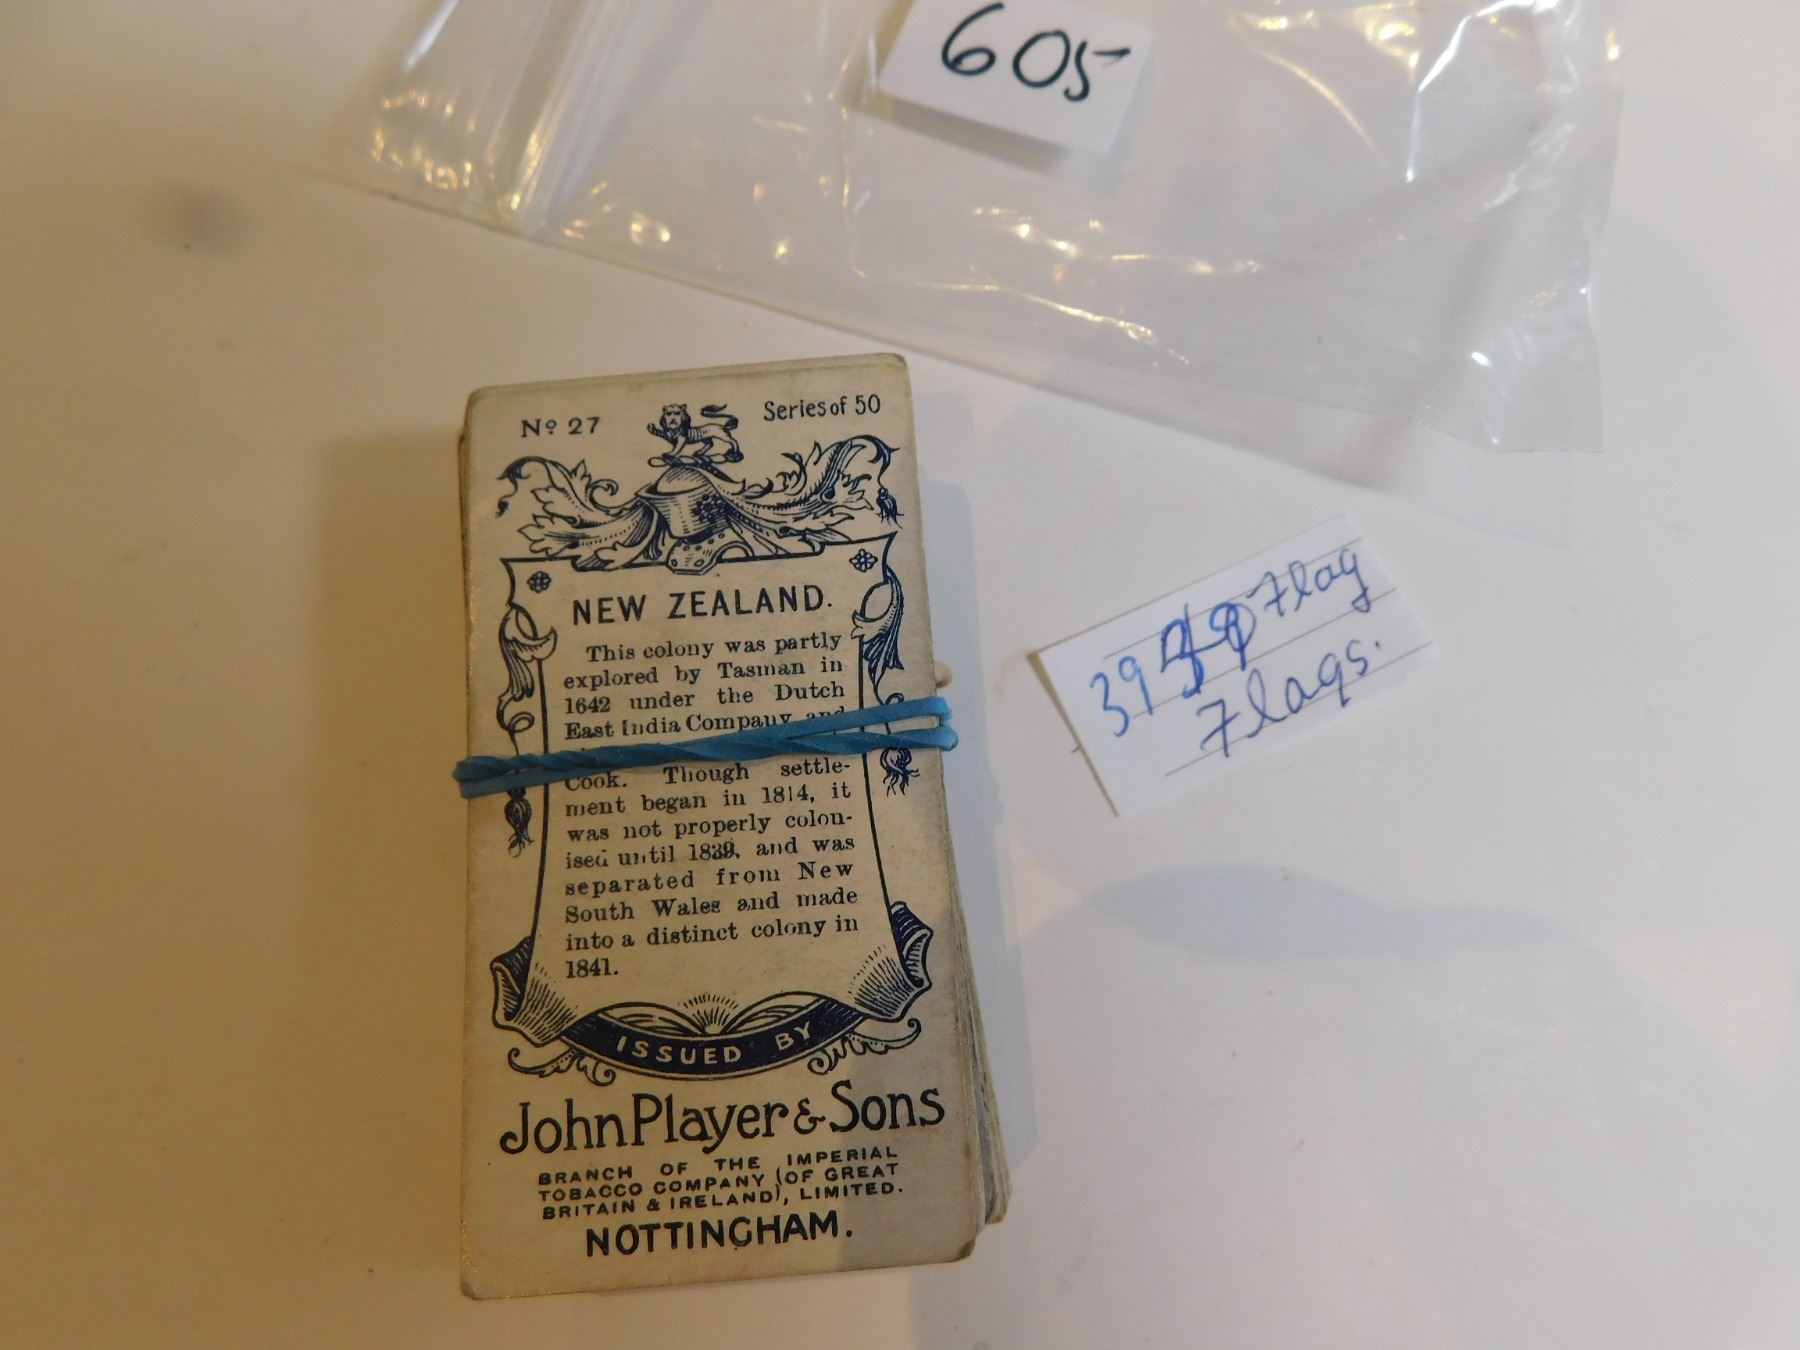 605
No 27
Series of 50
NEW ZEALAND.
This colony was partly
explored by Tasman in
1642 under the Dutch
East India Company and
Cook. Though settle-
ment began in 1814, it
was not properly colon-
ised until 1839, and was
separated from New
South Wales and made
into a distinct colony in
1841.
ISSUED BY
John Player & Sons
BRANCH OF THE IMPERIAL
TOBACCO COMPANY (OF GREAT
BRITAIN & IRELAND), LIMITED.
NOTTINGHAM.
39 Flag
Flags.